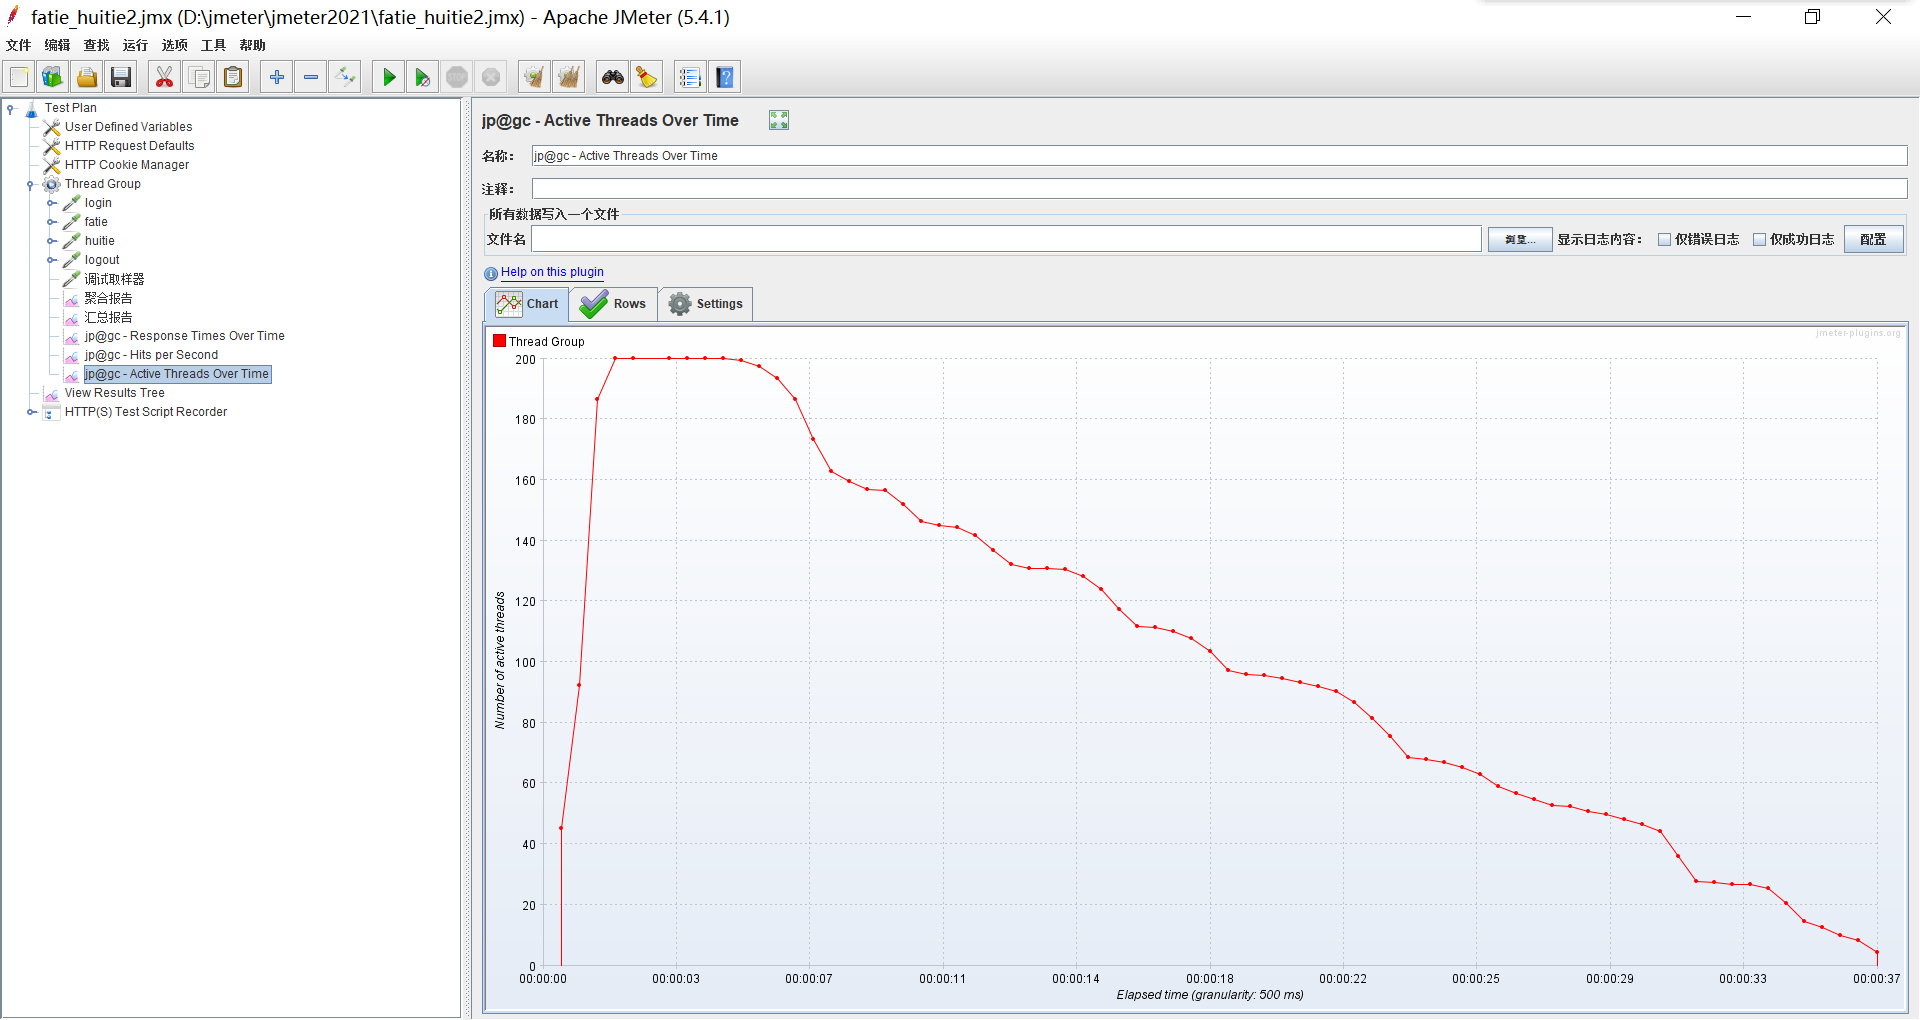 fatie_huitie2.jmx (D:\jmeter\jmeter2021\fatie_huitie2.jmx) - Apache JMeter (5.4.1)
文件 编辑 查找 运行 选项 工具 帮助
STOP
Test Plan
User Defined Variables
HTTP Request Defaults
HTTP Cookie Manager
Thread Group
login
fatie
huitie
logout
调试取样器
聚合报告
汇总报告
jp@gc - Response Times Over Time
jp@gc - Hits per Second
jp@gc - Active Threads Over Time
View Results Tree
HTTP(S) Test Script Recorder
jp@gc - Active Threads Over Time
名称： jp@gc - Active Threads Over Time
注释：
所有数据写入一个文件
文件名 浏览... 显示日志内容： 仅错误日志 仅成功日志 配置
Help on this plugin
Chart Rows Settings
jmeter-plugins.org
Thread Group
200
180
160
140
120
100
80
60
40
20
0
Number of active threads
00:00:00 00:00:03 00:00:07 00:00:11 00:00:14 00:00:18 00:00:22 00:00:25 00:00:29 00:00:33 00:00:37
Elapsed time (granularity: 500 ms)